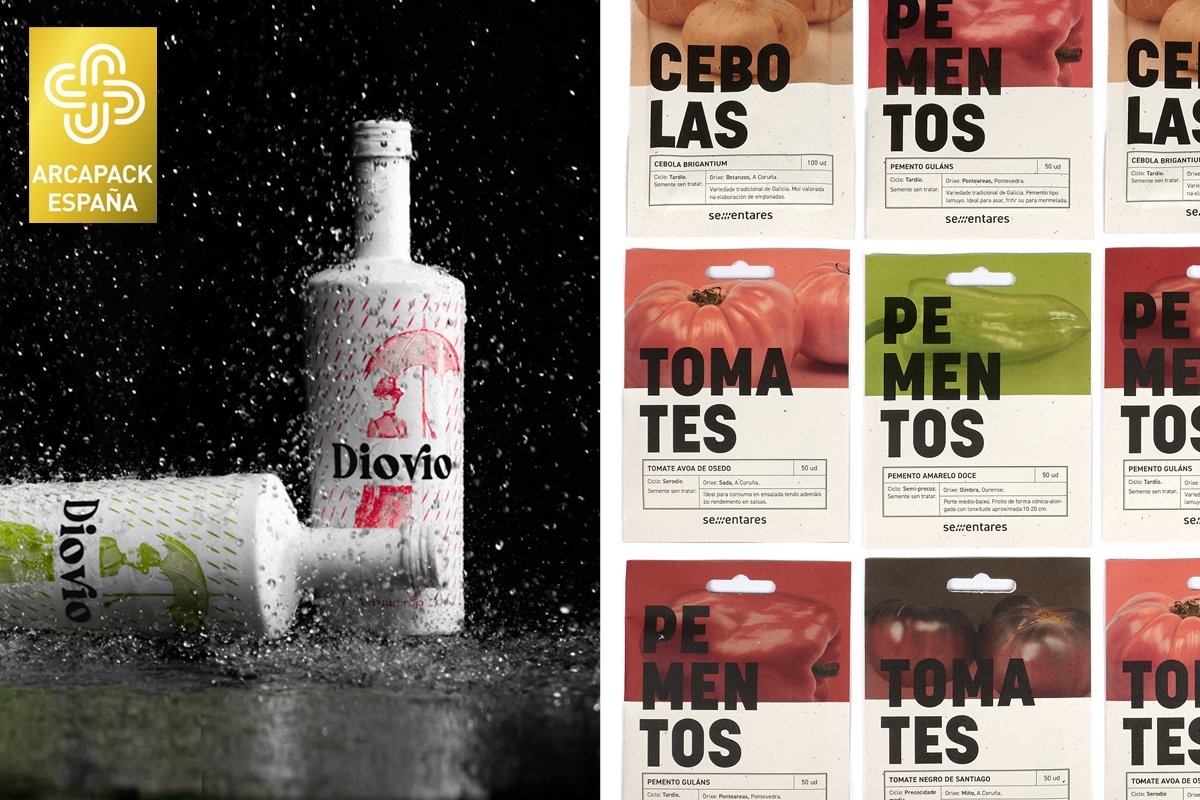 ARCAPACK
ESPAÑA
Diovio
Diovio
CEBO
LAS
CEBOLA BRIGANTIUM
100 ud
Ciclo: Tardío.
Semente sen tratar.
Orixe: Betanzos, A Coruña.
Variedade tradicional de Galicia. Moi valorada
na elaboración de empanadas.
se///entares
PE
MEN
TOS
PEMENTO GULÁNS
50 ud
Ciclo: Tardío.
Semente sen tratar.
Orixe: Ponteareas, Pontevedra.
Variedade tradicional de Galicia. Pemento tipo
lamuyo. Ideal para asar, fritir ou para mermelada.
se///entares
CEBOLA BRIGANTIUM
Ciclo: Tardío.
Semente sen tratar.
TOMA
TES
TOMATE AVOA DE OSEDO
50 ud
Ciclo: Serodio
Semente sen tratar.
Orixe: Sada, A Coruña.
Ideal para consumo en ensalada tendo ademáis
bo rendemento en salsas.
se///entares
PE
MEN
TOS
PEMENTO AMARELO DOCE
50 ud
Ciclo: Semi-precoz.
Semente sen tratar.
Orixe: Oímbra, Ourense.
Porte medio-baixo. Froito de forma cónica-alon-
gada con lonxitude aproximada:10-20 cm.
se///entares
PE
MEN
TOS
PEMENTO GULÁNS
Ciclo: Tardío.
Semente sen tratar.
PE
MEN
TOS
PEMENTO GULÁNS
50 ud
Ciclo: Tardío.
Orixe: Ponteareas, Pontevedra.
TOMA
TES
TOMATE NEGRO DE SANTIAGO
50 ud
Ciclo: Precocidade
Orixe: Miño, A Coruña.
TES
TOMATE AVOA DE
Ciclo: Serodio